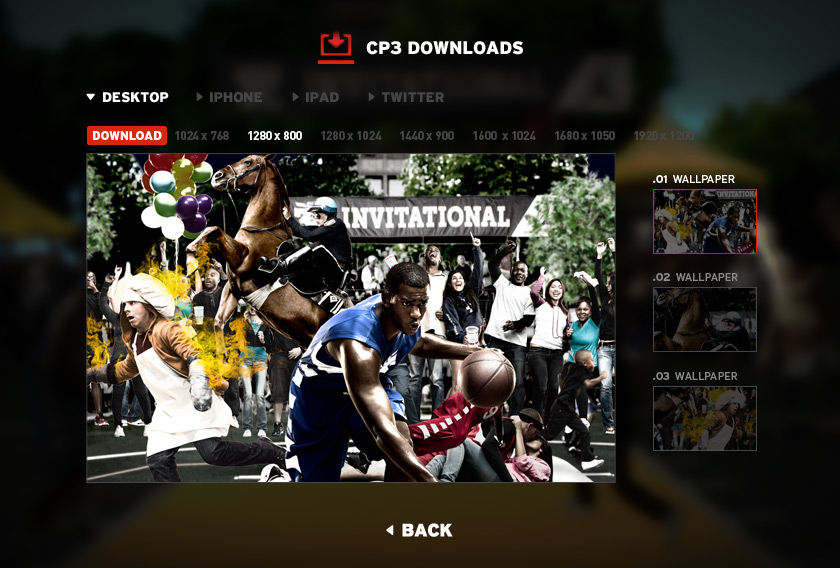 CP3 DOWNLOADS
DESKTOP IPHONE IPAD TWITTER
DOWNLOAD 1024 x 768 1280 x 800 1280 x 1024 1440 x 900 1600 x 1024 1680 x 1050 1920 x 1200
INVITATIONAL
.01 WALLPAPER
INVITATIONAL
.02 WALLPAPER
.03 WALLPAPER
BACK